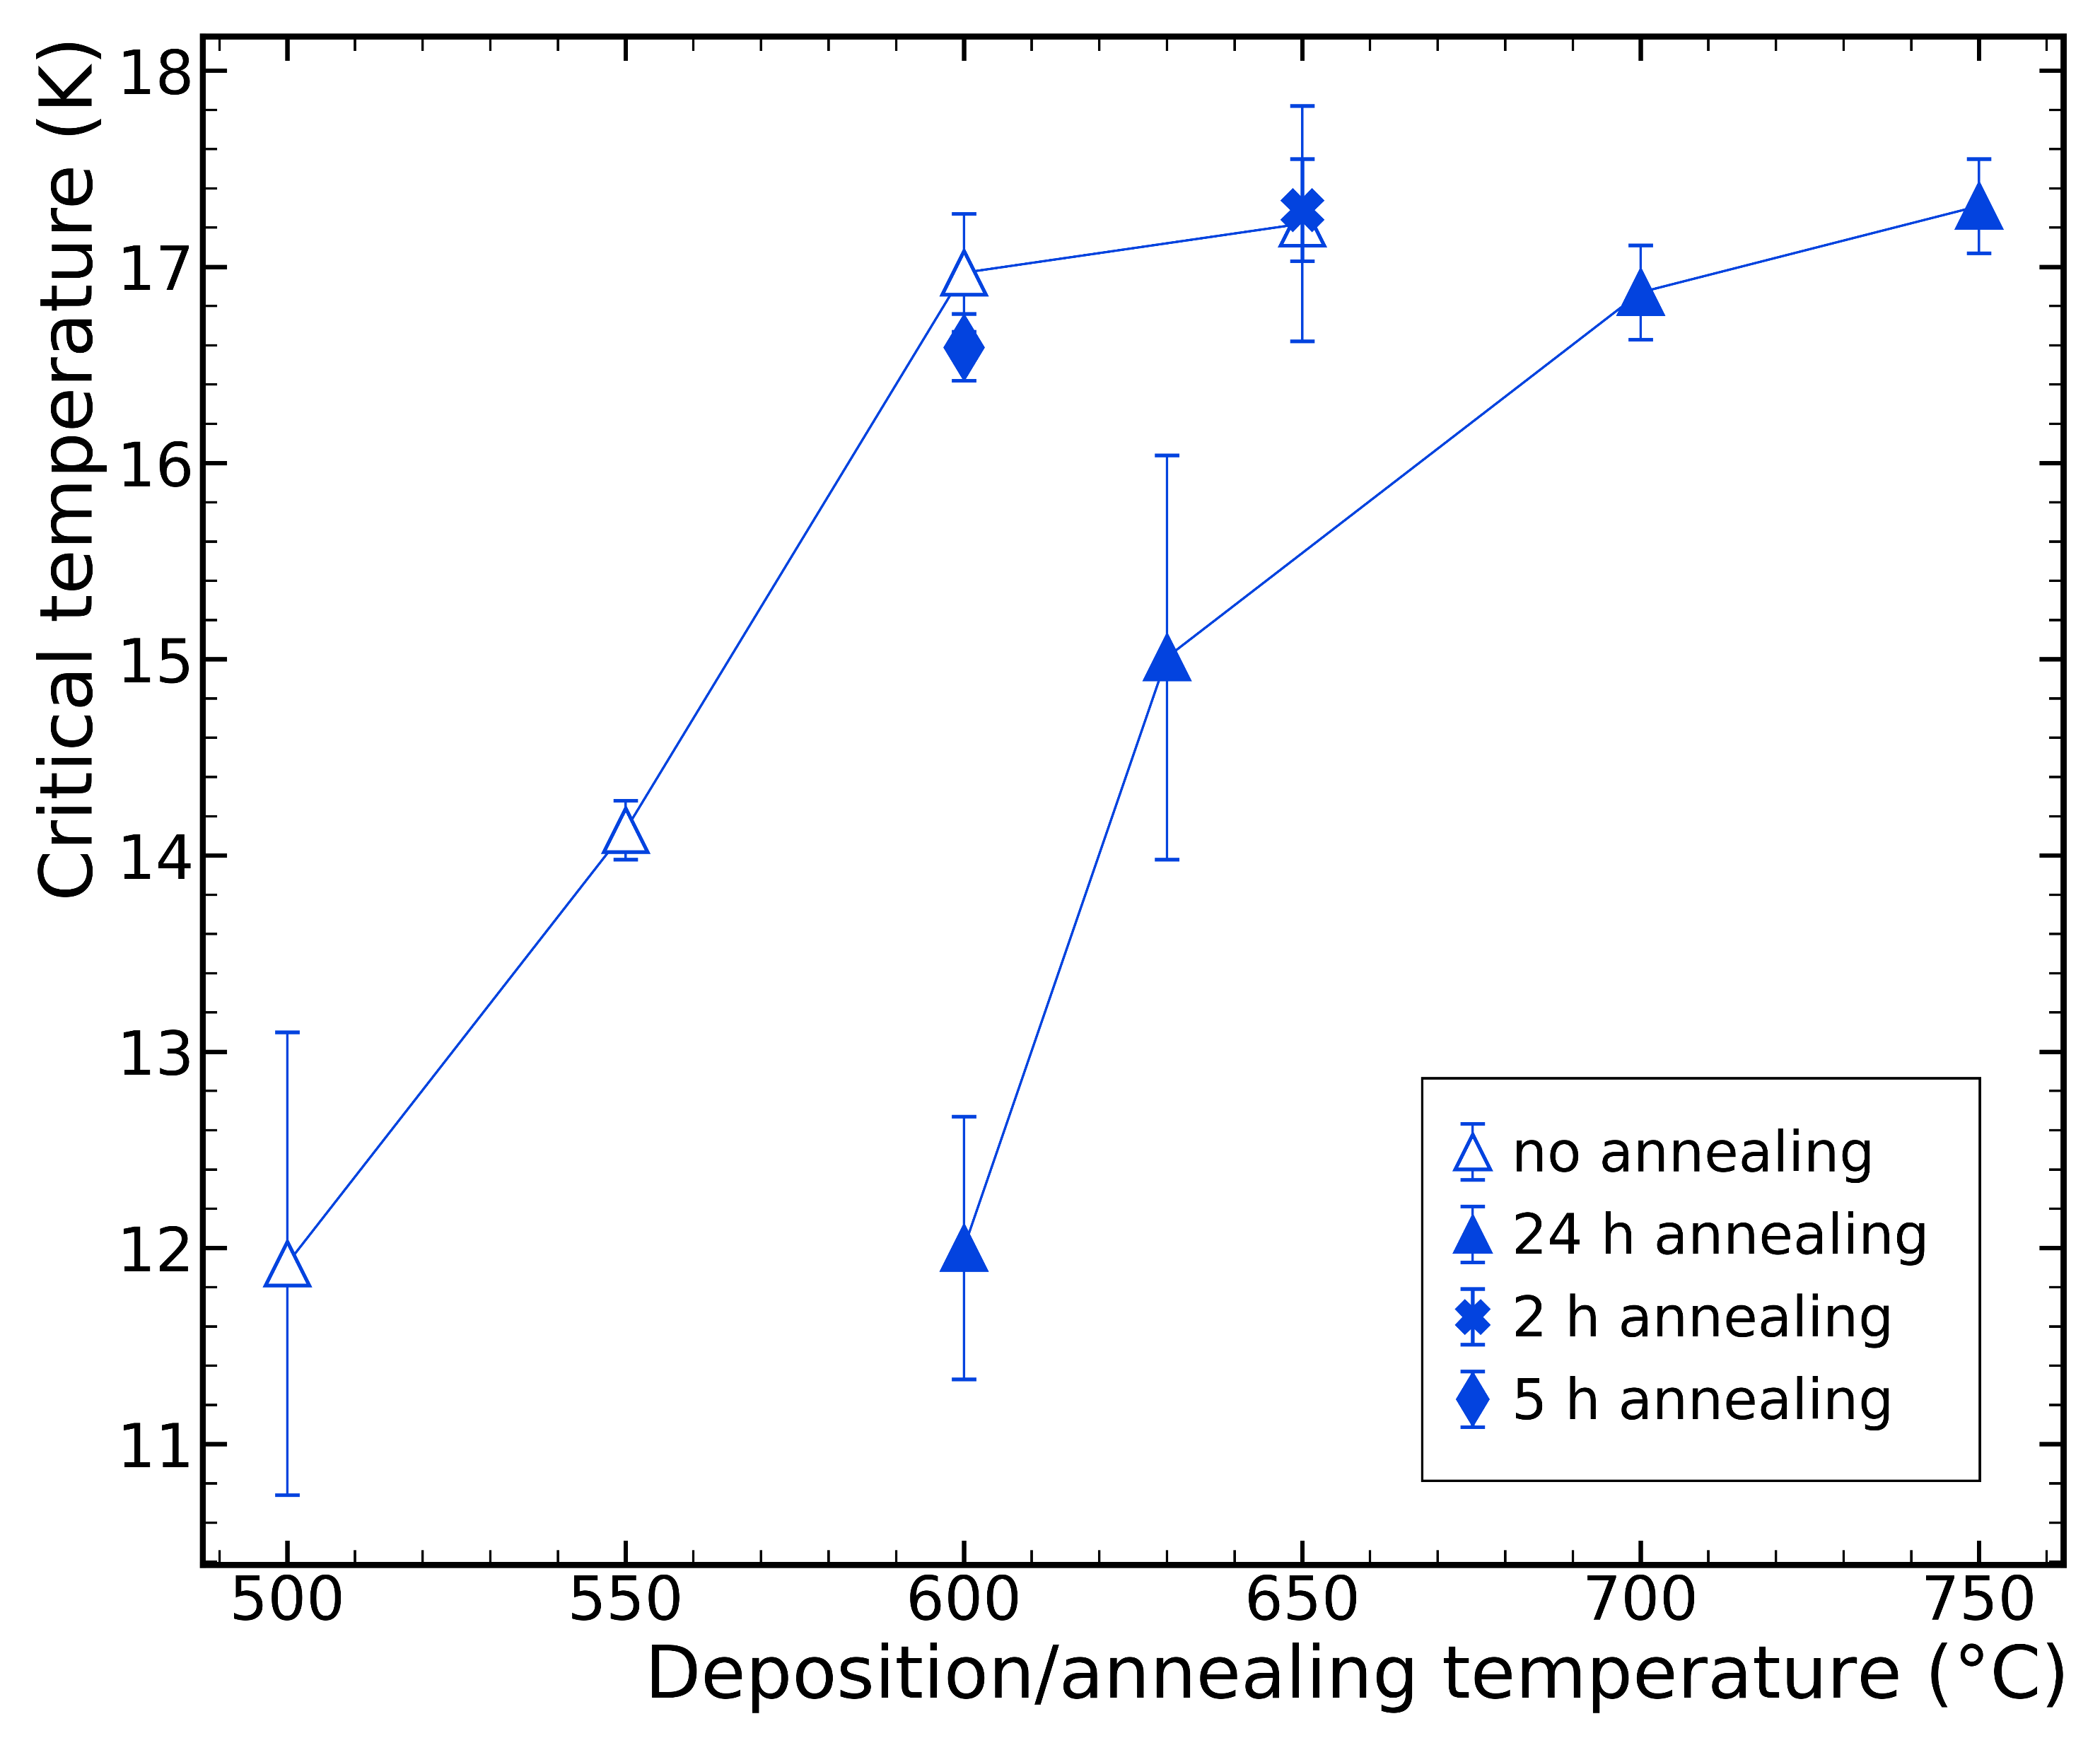 Critical temperature (K)
18
17
16
15
14
13
12
11
no annealing
24 h annealing
2 h annealing
5 h annealing
500 550 600 650 700 750
Deposition/annealing temperature (°C)